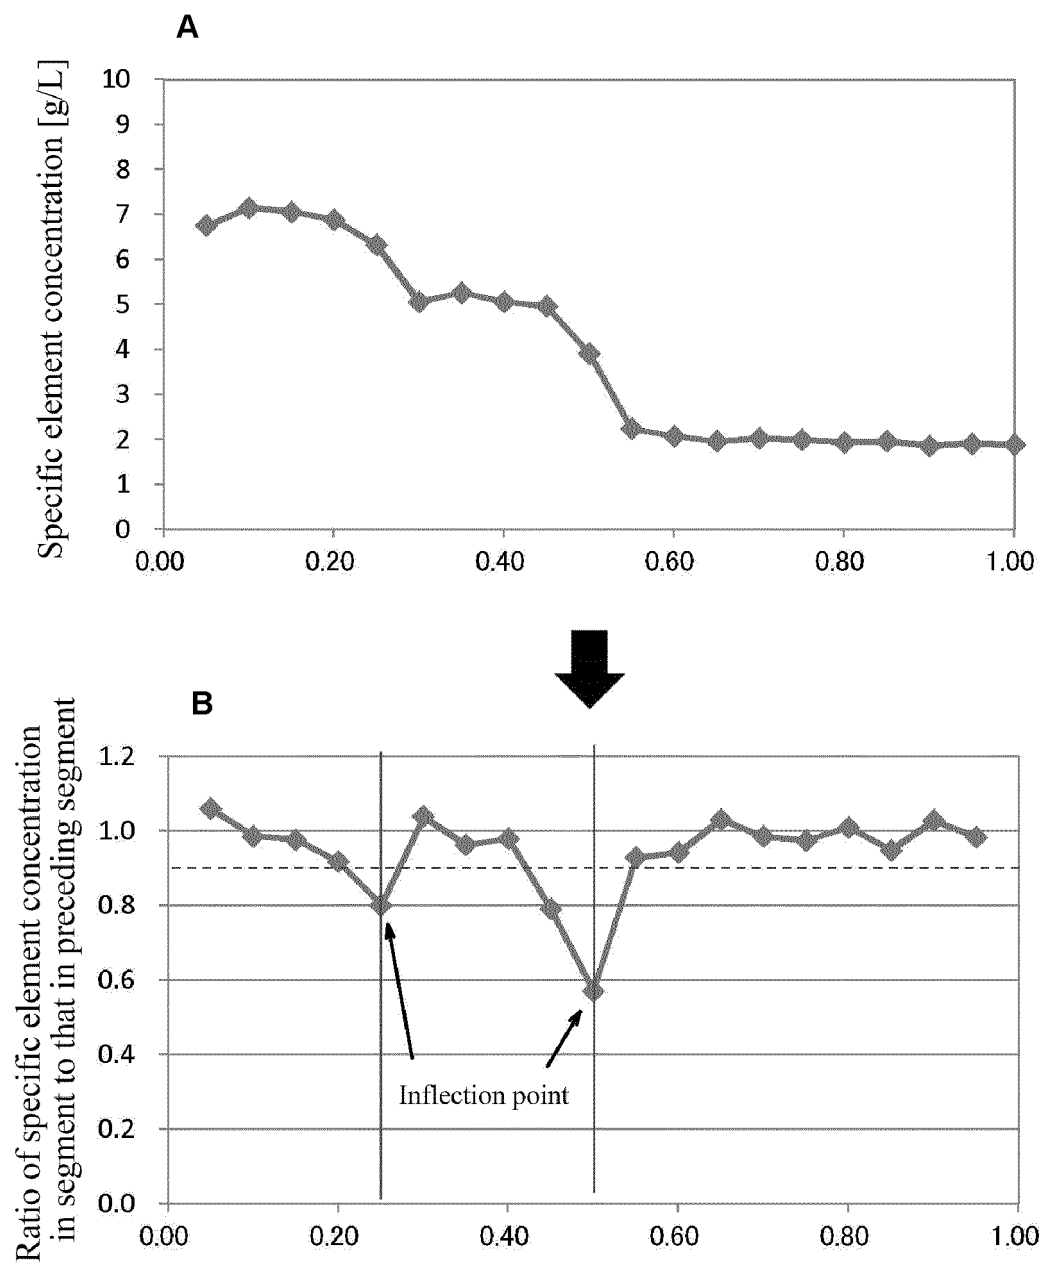 A
Specific element concentration [g/L]
10
9
8
7
6
5
4
3
2
1
0
0.00 0.20 0.40 0.60 0.80 1.00
B
Ratio of specific element concentration
in segment to that in preceding segment
1.2
1.0
0.8
0.6
0.4
0.2
0.0
Inflection point
0.00 0.20 0.40 0.60 0.80 1.00